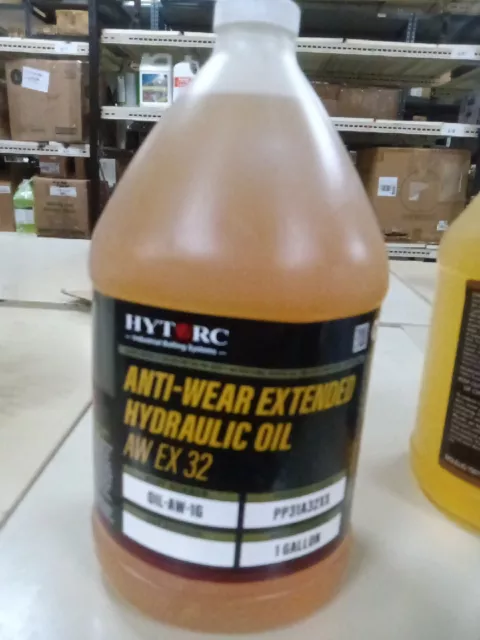 HYTORC
Industrial Bolting Systems
ANTI-WEAR EXTENDED
HYDRAULIC OIL
AW EX 32
OIL-AW-1G
PP31A32XX
1 GALLON